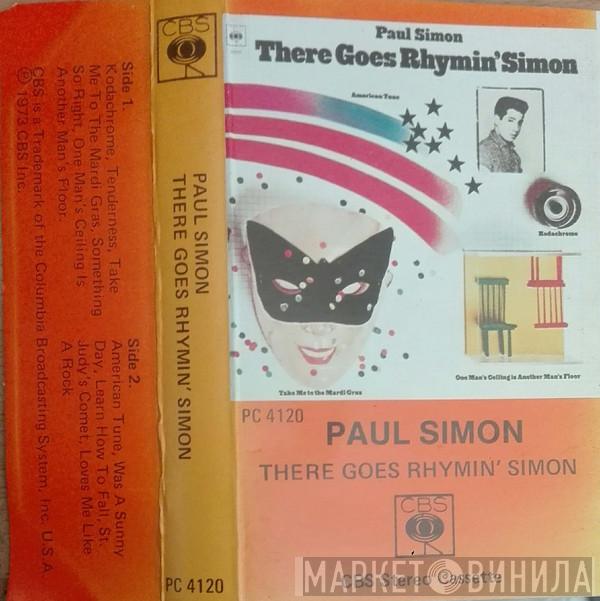 Side 1.
Kodachrome, Tenderness, Take
Me To The Mardi Gras, Something
So Right, One Man's Ceiling Is
Another Man's Floor.
Side 2.
American Tune, Was A Sunny
Day, Learn How To Fall, St.
Judy's Comet, Loves Me Like
A Rock
CBS is a Trademark of the Columbia Broadcasting System, Inc. U.S.A
℗ 1973 CBS Inc.
CBS
PAUL SIMON
THERE GOES RHYMIN' SIMON
PC 4120
Paul Simon
There Goes Rhymin' Simon
American Tune
Kodachrome
Take Me to the Mardi Gras
One Man's Ceiling is Another Man's Floor
PC 4120
PAUL SIMON
THERE GOES RHYMIN' SIMON
CBS
CBS Stereo Cassette
МАРКЕТ ВИНИЛА